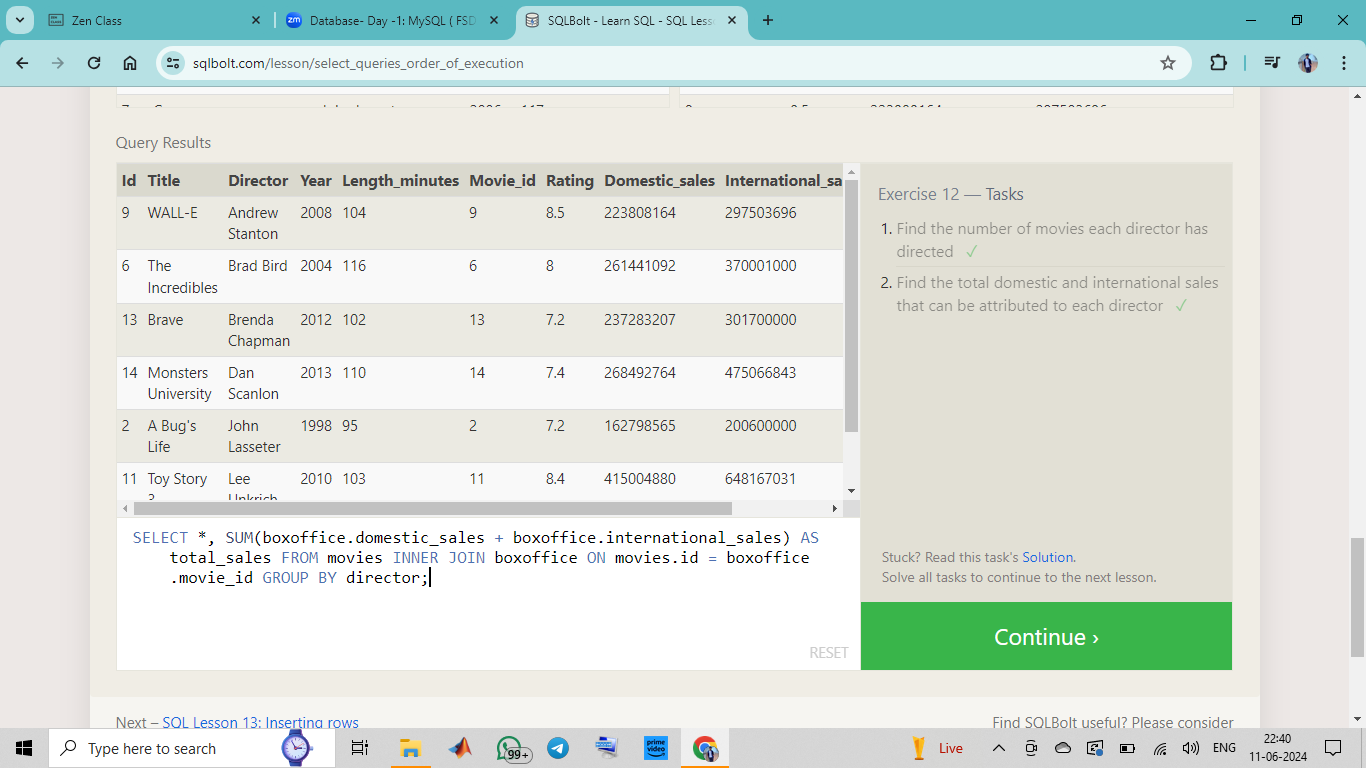 Zen Class
zm Database- Day -1: MySQL ( FSD
SQLBolt - Learn SQL - SQL Less
sqlbolt.com/lesson/select_queries_order_of_execution
Query Results
Id Title Director Year Length_minutes Movie_id Rating Domestic_sales International_sa
9 WALL-E Andrew 2008 104 9 8.5 223808164 297503696
Stanton
6 The Brad Bird 2004 116 6 8 261441092 370001000
Incredibles
13 Brave Brenda 2012 102 13 7.2 237283207 301700000
Chapman
14 Monsters Dan 2013 110 14 7.4 268492764 475066843
University Scanlon
2 A Bug's John 1998 95 2 7.2 162798565 200600000
Life Lasseter
11 Toy Story Lee 2010 103 11 8.4 415004880 648167031
Exercise 12 — Tasks
1. Find the number of movies each director has
directed ✓
2. Find the total domestic and international sales
that can be attributed to each director ✓
SELECT *, SUM(boxoffice.domestic_sales + boxoffice.international_sales) AS
total_sales FROM movies INNER JOIN boxoffice ON movies.id = boxoffice
.movie_id GROUP BY director;
RESET
Stuck? Read this task's Solution.
Solve all tasks to continue to the next lesson.
Continue ›
Next – SQL Lesson 13: Inserting rows
Find SQLBolt useful? Please consider
Type here to search
99+
prime
video
Live
ENG
22:40
11-06-2024